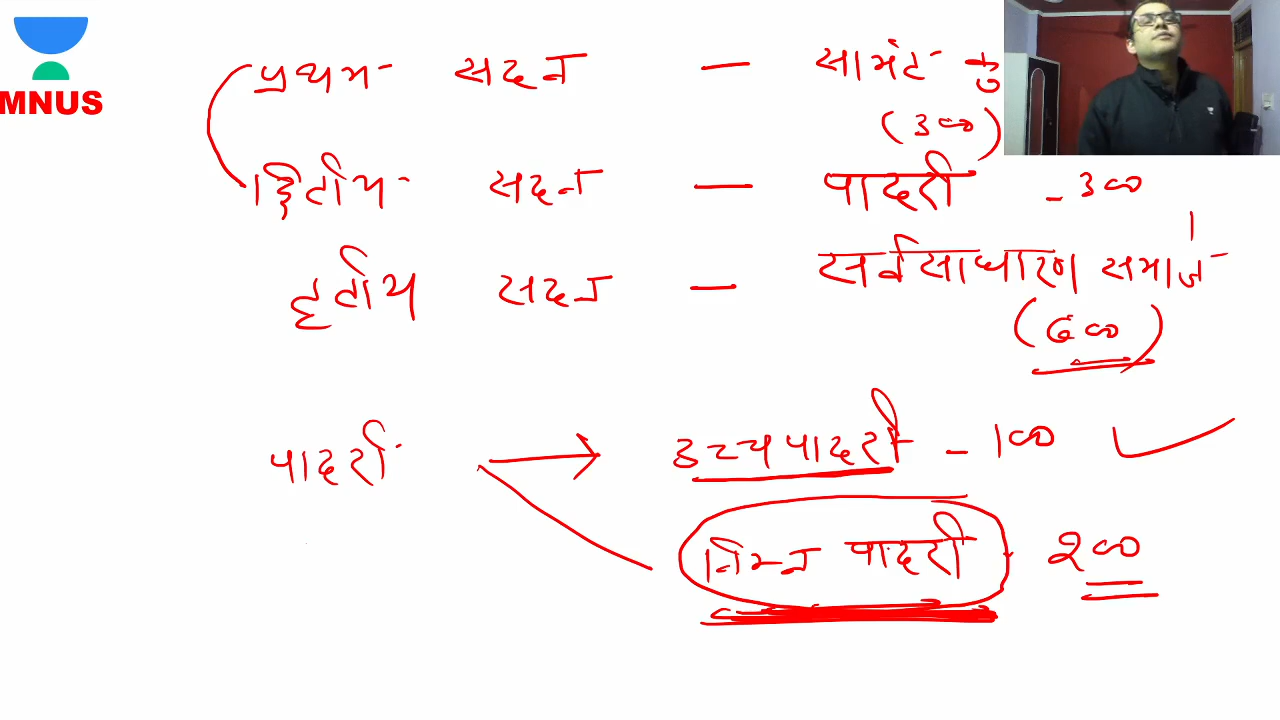 MNUS
प्रथम सदन - सामंत
(300)
द्वितीय सदन - पादरी - 300
तृतीय सदन - सर्वसाधारण समाज
(600)
पादरी → उच्च पादरी - 100
निम्न पादरी - 200